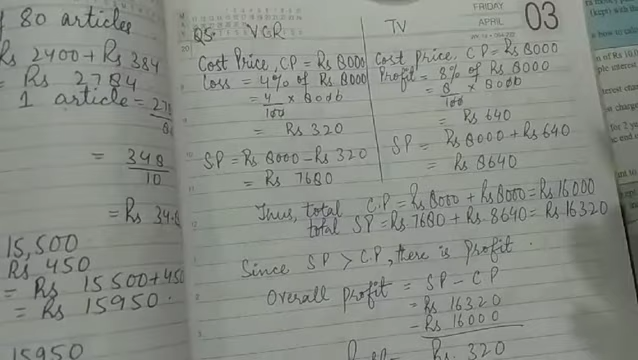 f 80 articles
Rs 2400 + Rs 384
= Rs 2784
1 article = 278
= 348
10
= Rs 34.8
15,500
Rs 450
= Rs 15500 + 450
= Rs 15950.
15950
FRIDAY
APRIL
03
Q5. VCR
Cost Price, CP = Rs 8000
Loss = 4% of Rs 8000
= 4/100 × 8000
= Rs 320
SP = Rs 8000 - Rs 320
= Rs 7680
TV
Cost Price, CP = Rs 8000
Profit = 8% of Rs 8000
= 8/100 × 8000
= Rs 640
SP = Rs 8000 + Rs 640
= Rs 8640
Thus, total C.P = Rs 8000 + Rs 8000 = Rs 16000
total SP = Rs. 7680 + Rs. 8640 = Rs. 16320
Since SP > C.P, there is profit.
Overall profit = SP - CP
= Rs 16320
- Rs 16000
Rs 320